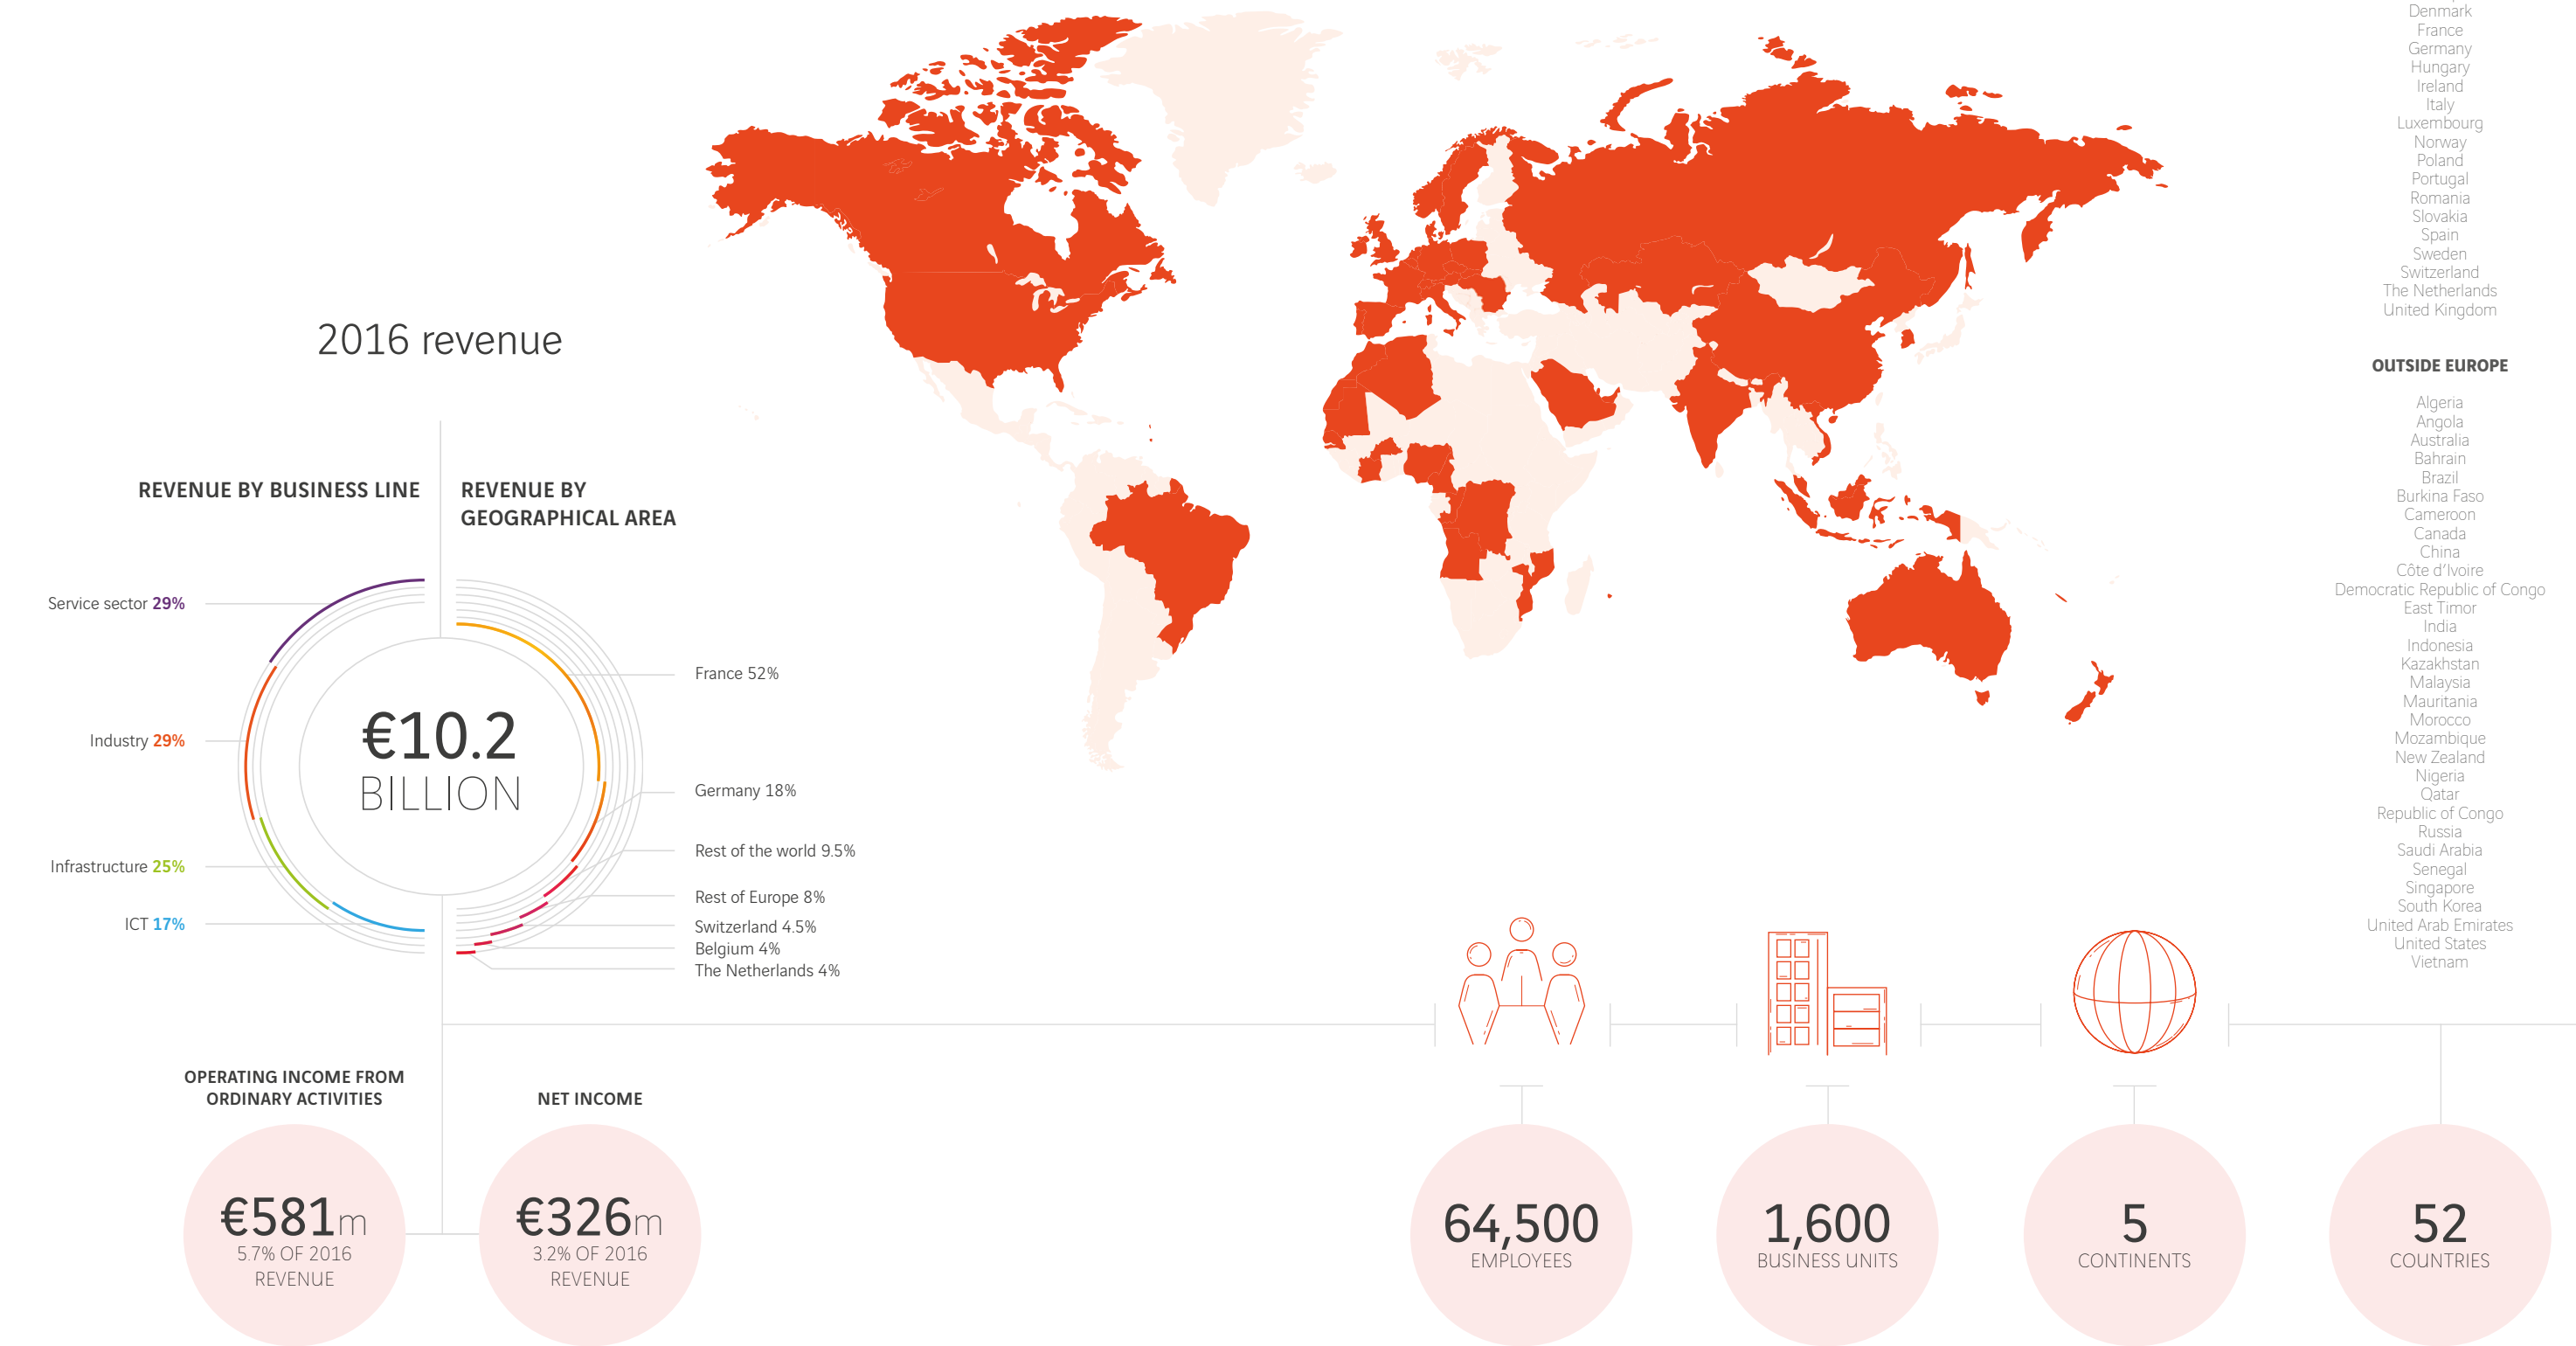 2016 revenue
REVENUE BY BUSINESS LINE
REVENUE BY
GEOGRAPHICAL AREA
Service sector 29%
Industry 29%
Infrastructure 25%
ICT 17%
€10.2
BILLION
France 52%
Germany 18%
Rest of the world 9.5%
Rest of Europe 8%
Switzerland 4.5%
Belgium 4%
The Netherlands 4%
OPERATING INCOME FROM
ORDINARY ACTIVITIES
€581m
5.7% OF 2016
REVENUE
NET INCOME
€326m
3.2% OF 2016
REVENUE
Denmark
France
Germany
Hungary
Ireland
Italy
Luxembourg
Norway
Poland
Portugal
Romania
Slovakia
Spain
Sweden
Switzerland
The Netherlands
United Kingdom
OUTSIDE EUROPE
Algeria
Angola
Australia
Bahrain
Brazil
Burkina Faso
Cameroon
Canada
China
Côte d'Ivoire
Democratic Republic of Congo
East Timor
India
Indonesia
Kazakhstan
Malaysia
Mauritania
Morocco
Mozambique
New Zealand
Nigeria
Qatar
Republic of Congo
Russia
Saudi Arabia
Senegal
Singapore
South Korea
United Arab Emirates
United States
Vietnam
64,500
EMPLOYEES
1,600
BUSINESS UNITS
5
CONTINENTS
52
COUNTRIES